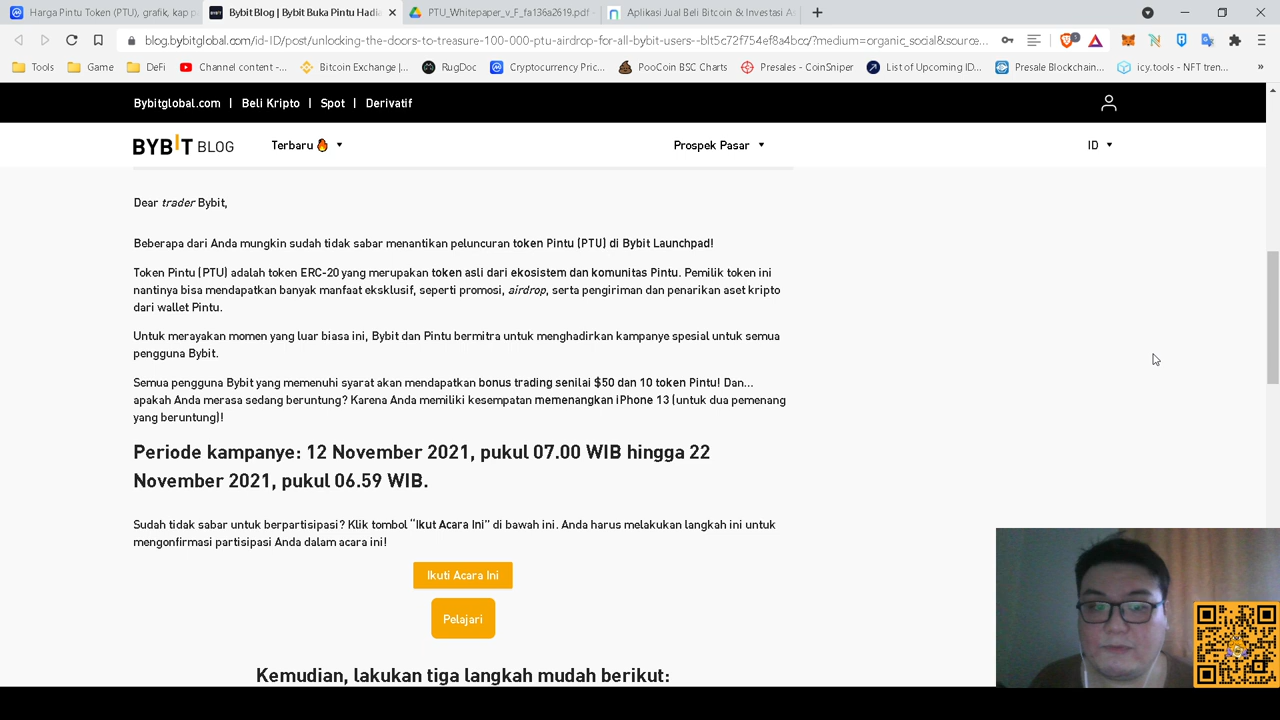 Harga Pintu Token (PTU), grafik, kap p
Bybit Blog | Bybit Buka Pintu Hadia
PTU_Whitepaper_v_F_fa136a2619.pdf -
Aplikasi Jual Beli Bitcoin & Investasi As
blog.bybitglobal.com/id-ID/post/unlocking-the-doors-to-treasure-100-000-ptu-airdrop-for-all-bybit-users--blt5c72f754ef8a4bcc/?medium=organic_social&source...
Tools
Game
DeFi
Channel content -...
Bitcoin Exchange |...
RugDoc
Cryptocurrency Pric...
PooCoin BSC Charts
Presales - CoinSniper
List of Upcoming ID...
Presale Blockchain...
icy.tools - NFT tren...
»
Bybitglobal.com | Beli Kripto | Spot | Derivatif
BYBIT BLOG
Terbaru
Prospek Pasar
ID
Dear trader Bybit,
Beberapa dari Anda mungkin sudah tidak sabar menantikan peluncuran token Pintu (PTU) di Bybit Launchpad!
Token Pintu (PTU) adalah token ERC-20 yang merupakan token asli dari ekosistem dan komunitas Pintu. Pemilik token ini
nantinya bisa mendapatkan banyak manfaat eksklusif, seperti promosi, airdrop, serta pengiriman dan penarikan aset kripto
dari wallet Pintu.
Untuk merayakan momen yang luar biasa ini, Bybit dan Pintu bermitra untuk menghadirkan kampanye spesial untuk semua
pengguna Bybit.
Semua pengguna Bybit yang memenuhi syarat akan mendapatkan bonus trading senilai $50 dan 10 token Pintu! Dan...
apakah Anda merasa sedang beruntung? Karena Anda memiliki kesempatan memenangkan iPhone 13 (untuk dua pemenang
yang beruntung)!
Periode kampanye: 12 November 2021, pukul 07.00 WIB hingga 22
November 2021, pukul 06.59 WIB.
Sudah tidak sabar untuk berpartisipasi? Klik tombol “Ikut Acara Ini” di bawah ini. Anda harus melakukan langkah ini untuk
mengonfirmasi partisipasi Anda dalam acara ini!
Ikuti Acara Ini
Pelajari
Kemudian, lakukan tiga langkah mudah berikut: